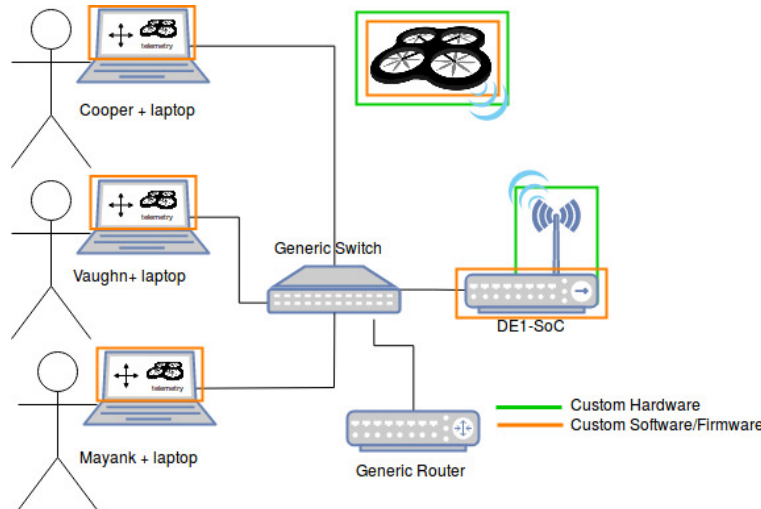 telemetry
Cooper + laptop
telemetry
Vaughn+ laptop
Generic Switch
DE1-SoC
telemetry
Mayank + laptop
Generic Router
Custom Hardware
Custom Software/Firmware